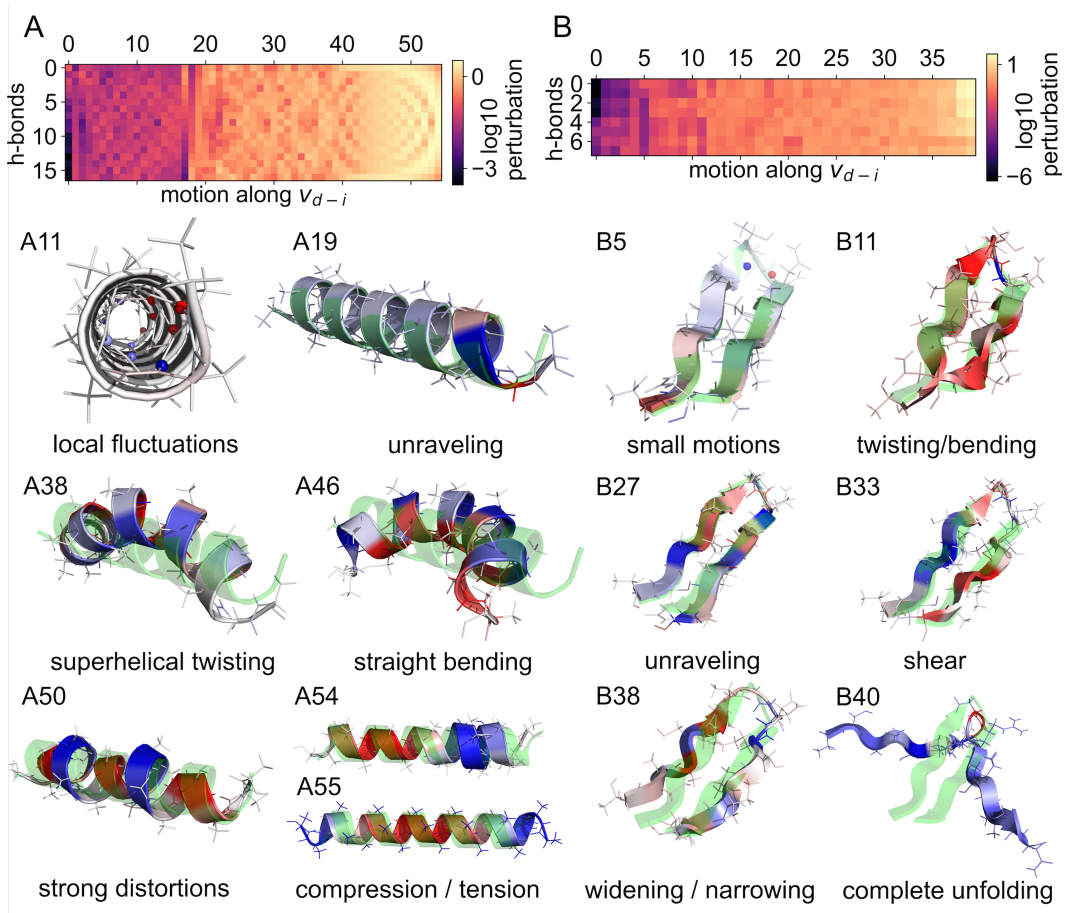 A
0 10 20 30 40 50
0
5
10
15
h-bonds
motion along v_{d-i}
0
−3
log10
perturbation
B
0 5 10 15 20 25 30 35
0
2
4
6
h-bonds
motion along v_{d-i}
1
−6
log10
perturbation
A11
local fluctuations
A19
unraveling
B5
small motions
B11
twisting/bending
A38
superhelical twisting
A46
straight bending
B27
unraveling
B33
shear
A50
strong distortions
A54
A55
compression / tension
B38
widening / narrowing
B40
complete unfolding